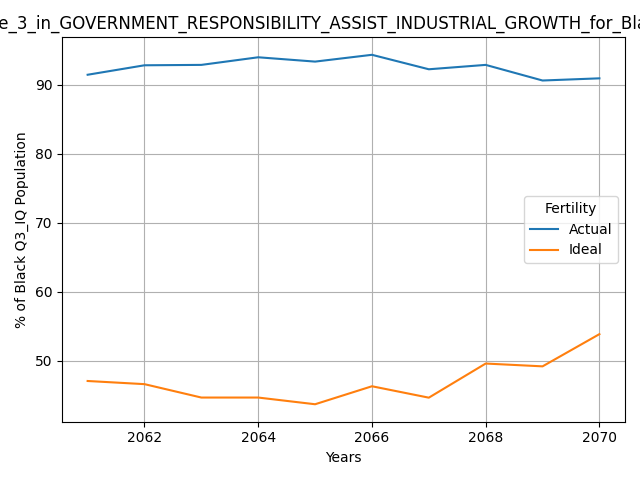 e_3_in_GOVERNMENT_RESPONSIBILITY_ASSIST_INDUSTRIAL_GROWTH_for_Bla
90
80
70
60
50
% of Black Q3_IQ Population
Fertility
Actual
Ideal
2062 2064 2066 2068 2070
Years